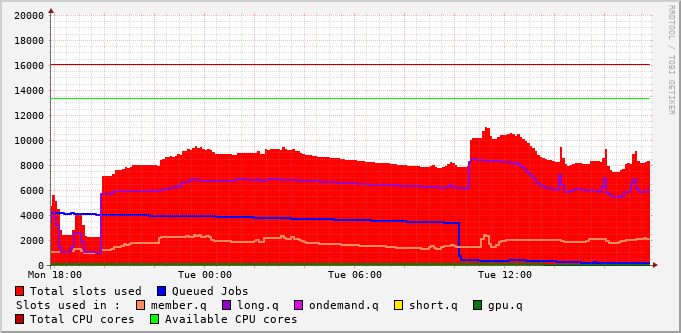 20000
18000
16000
14000
12000
10000
8000
6000
4000
2000
0
Mon 18:00 Tue 00:00 Tue 06:00 Tue 12:00
Total slots used Queued Jobs
Slots used in : member.q long.q ondemand.q short.q gpu.q
Total CPU cores Available CPU cores
RRDTOOL / TOBI OETIKER